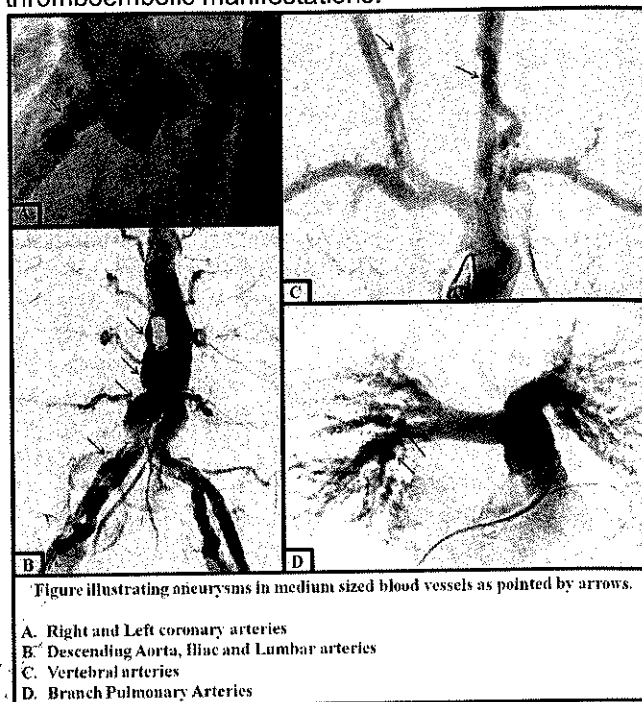 thromboembolic manifestations.
A
C
B
D
Figure illustrating aneurysms in medium sized blood vessels as pointed by arrows.
A. Right and Left coronary arteries
B. Descending Aorta, Iliac and Lumbar arteries
C. Vertebral arteries
D. Branch Pulmonary Arteries